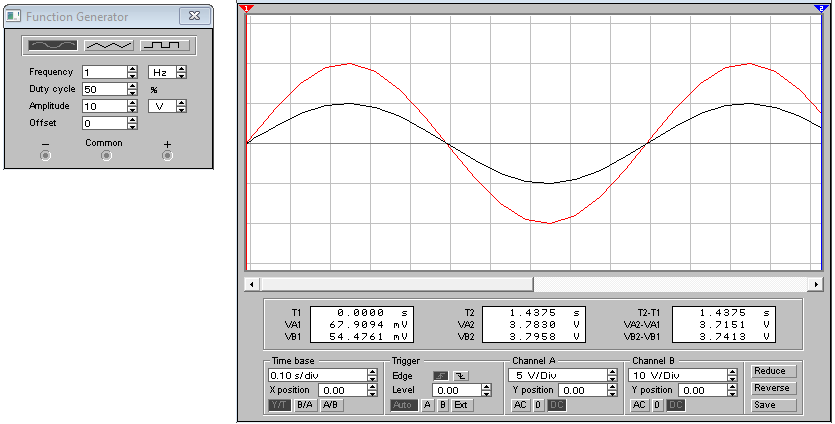 Function Generator
Frequency 1 Hz
Duty cycle 50 %
Amplitude 10 V
Offset 0
− Common +
1 2
T1 0.0000 s T2 1.4375 s T2-T1 1.4375 s
VA1 67.9094 mV VA2 3.7830 V VA2-VA1 3.7151 V
VB1 54.4761 mV VB2 3.7958 V VB2-VB1 3.7413 V
Time base Trigger Channel A Channel B Reduce
0.10 s/div Edge 5 V/Div 10 V/Div Reverse
X position 0.00 Level 0.00 Y position 0.00 Y position 0.00
Y/T B/A A/B Auto A B Ext AC 0 DC AC 0 DC Save